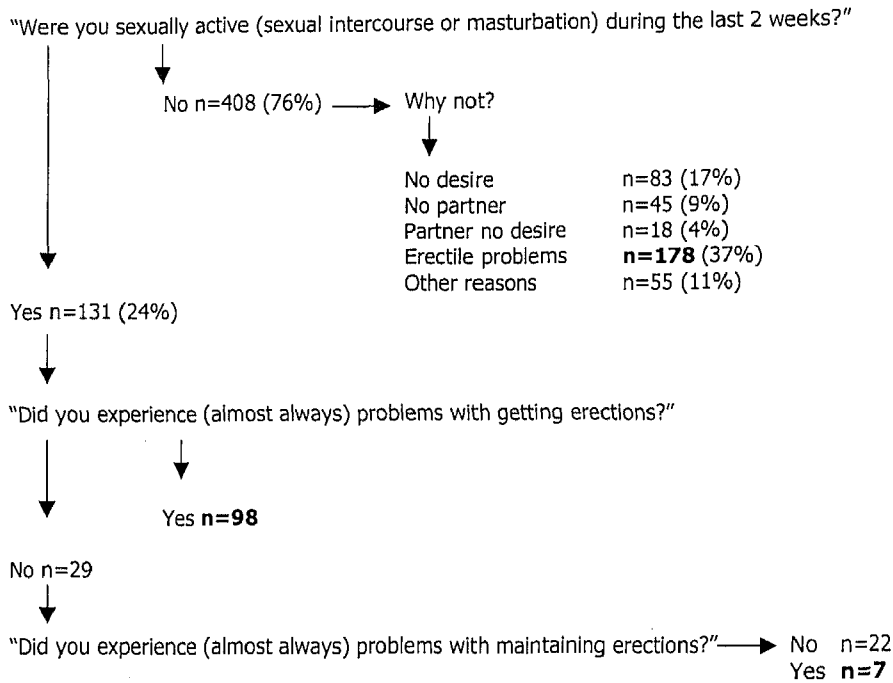 "Were you sexually active (sexual intercourse or masturbation) during the last 2 weeks?"
No n=408 (76%) Why not?
No desire n=83 (17%)
No partner n=45 (9%)
Partner no desire n=18 (4%)
Erectile problems n=178 (37%)
Other reasons n=55 (11%)
Yes n=131 (24%)
"Did you experience (almost always) problems with getting erections?"
Yes n=98
No n=29
"Did you experience (almost always) problems with maintaining erections?" No n=22
Yes n=7